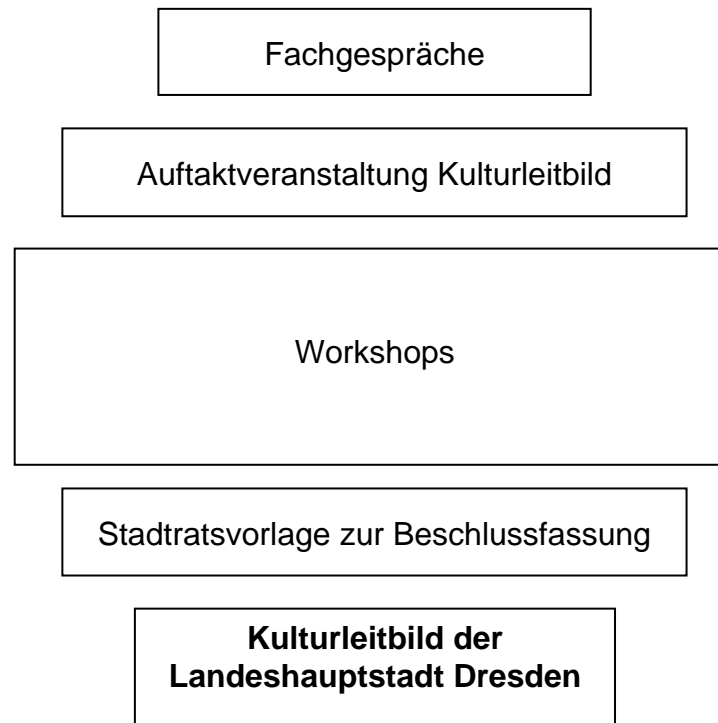 Fachgespräche
Auftaktveranstaltung Kulturleitbild
Workshops
Stadtratsvorlage zur Beschlussfassung
Kulturleitbild der
Landeshauptstadt Dresden